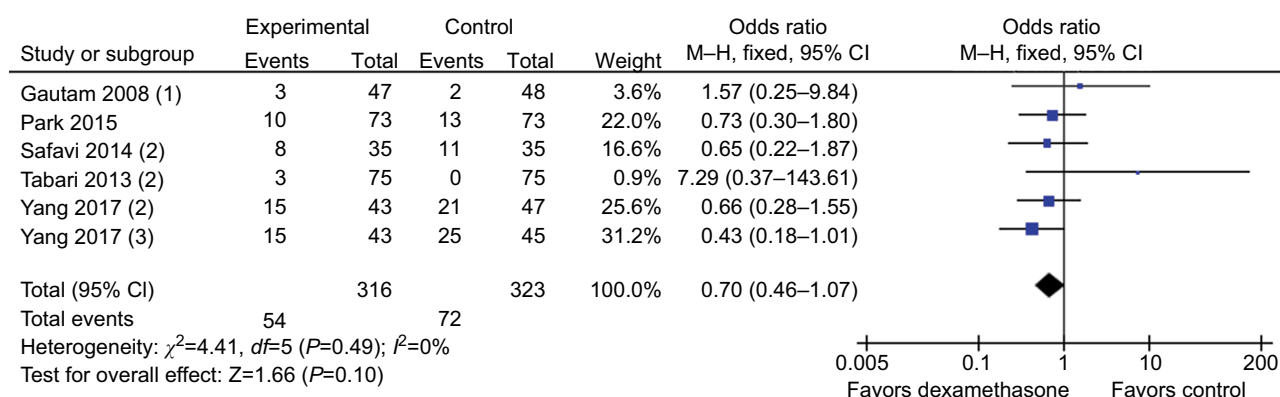 Experimental Control Odds ratio Odds ratio
Study or subgroup Events Total Events Total Weight M–H, fixed, 95% CI M–H, fixed, 95% CI
Gautam 2008 (1) 3 47 2 48 3.6% 1.57 (0.25–9.84)
Park 2015 10 73 13 73 22.0% 0.73 (0.30–1.80)
Safavi 2014 (2) 8 35 11 35 16.6% 0.65 (0.22–1.87)
Tabari 2013 (2) 3 75 0 75 0.9% 7.29 (0.37–143.61)
Yang 2017 (2) 15 43 21 47 25.6% 0.66 (0.28–1.55)
Yang 2017 (3) 15 43 25 45 31.2% 0.43 (0.18–1.01)
Total (95% CI) 316 323 100.0% 0.70 (0.46–1.07)
Total events 54 72
Heterogeneity: χ²=4.41, df=5 (P=0.49); I²=0%
Test for overall effect: Z=1.66 (P=0.10)
0.005 0.1 1 10 200
Favors dexamethasone Favors control